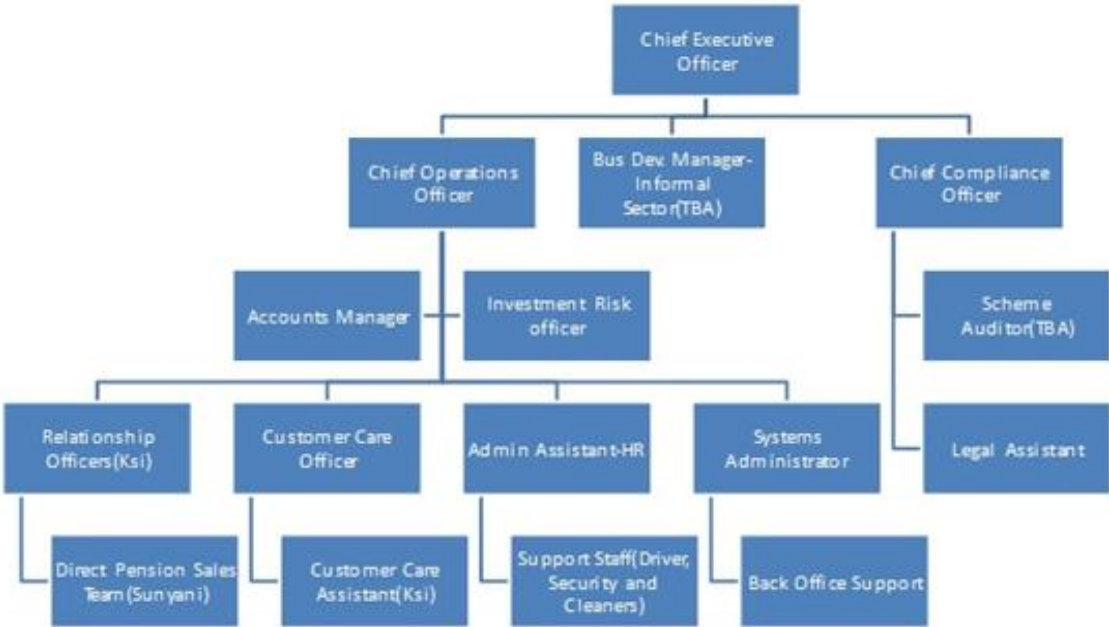 Chief Executive
Officer
Chief Operations
Officer
Bus Dev. Manager-
Informal
Sector(TBA)
Chief Compliance
Officer
Accounts Manager
Investment Risk
officer
Scheme
Auditor(TBA)
Relationship
Officers(Ksi)
Customer Care
Officer
Admin Assistant-HR
Systems
Administrator
Legal Assistant
Direct Pension Sales
Team(Sunyani)
Customer Care
Assistant(Ksi)
Support Staff(Driver,
Security and
Cleaners)
Back Office Support